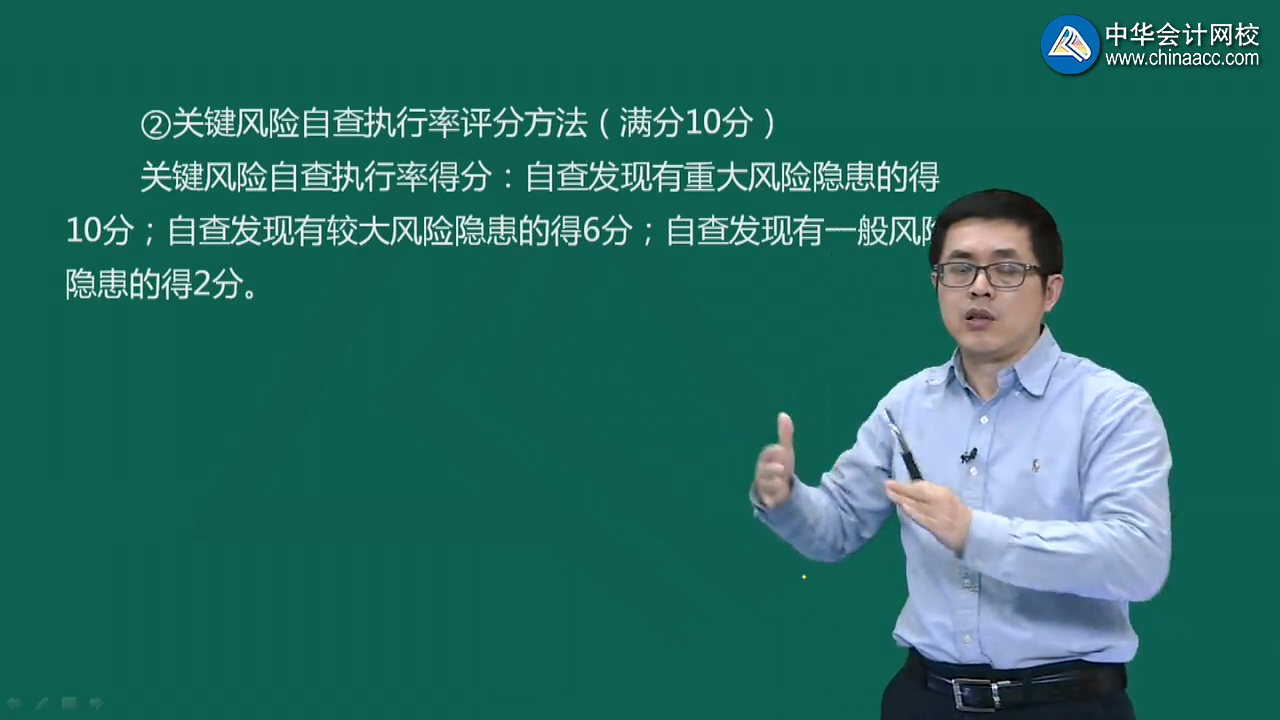 中华会计网校
www.chinaacc.com
②关键风险自查执行率评分方法（满分10分）
关键风险自查执行率得分：自查发现有重大风险隐患的得
10分；自查发现有较大风险隐患的得6分；自查发现有一般风险
隐患的得2分。